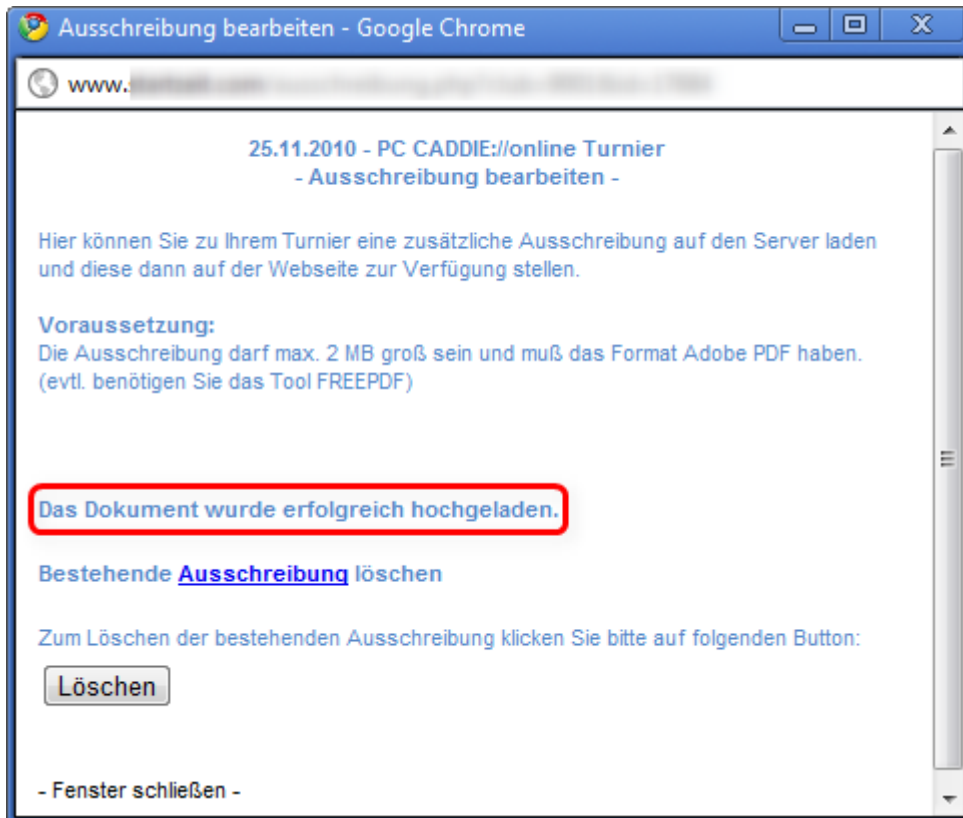 Ausschreibung bearbeiten - Google Chrome
www.
25.11.2010 - PC CADDIE://online Turnier
- Ausschreibung bearbeiten -
Hier können Sie zu Ihrem Turnier eine zusätzliche Ausschreibung auf den Server laden
und diese dann auf der Webseite zur Verfügung stellen.
Voraussetzung:
Die Ausschreibung darf max. 2 MB groß sein und muß das Format Adobe PDF haben.
(evtl. benötigen Sie das Tool FREEPDF)
Das Dokument wurde erfolgreich hochgeladen.
Bestehende Ausschreibung löschen
Zum Löschen der bestehenden Ausschreibung klicken Sie bitte auf folgenden Button:
Löschen
- Fenster schließen -